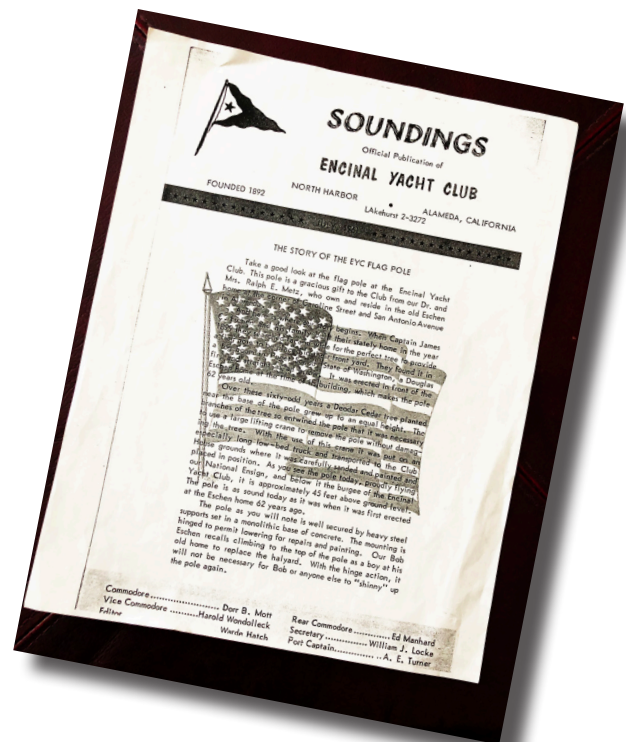 SOUNDINGS
Official Publication of
ENCINAL YACHT CLUB
FOUNDED 1892 NORTH HARBOR • ALAMEDA, CALIFORNIA
LAkehurst 2-3272
THE STORY OF THE EYC FLAG POLE
Take a good look at the flag pole at the Encinal Yacht
Club. This pole is a gracious gift to the Club from our Dr. and
Mrs. Ralph E. Metz, who own and reside in the old Eschen
home corner of Caroline Street and San Antonio Avenue
begins. When Captain James
their stately home in the year
for the perfect tree to provide
front yard. They found it in
State of Washington, a Douglas
It was erected in front of the
building, which makes the pole
62 years old.
Over these sixty-odd years a Deodar Cedar tree planted
near the base of the pole grew up to an equal height. The
branches of the tree so entwined the pole that it was necessary
to use a large lifting crane to remove the pole without damag-
ing the tree. With the use of this crane it was put on an
especially long low-bed truck and transported to the Club
House grounds where it was carefully sanded and painted and
placed in position. As you see the pole today, proudly flying
our National Ensign, and below it the burgee of the Encinal
Yacht Club, it is approximately 45 feet above ground level.
The pole is as sound today as it was when it was first erected
at the Eschen home 62 years ago.
The pole as you will note is well secured by heavy steel
supports set in a monolithic base of concrete. The mounting is
hinged to permit lowering for repairs and painting. Our Bob
Eschen recalls climbing to the top of the pole as a boy at his
old home to replace the halyard. With the hinge action, it
will not be necessary for Bob or anyone else to "shinny" up
the pole again.
Commodore.................... Dorr B. Mott
Vice Commodore ..........Harold Wondolleck
Editor Warde Hatch
Rear Commodore ............ Ed Manhard
Secretary ..............William J. Locke
Port Captain.............. A. E. Turner